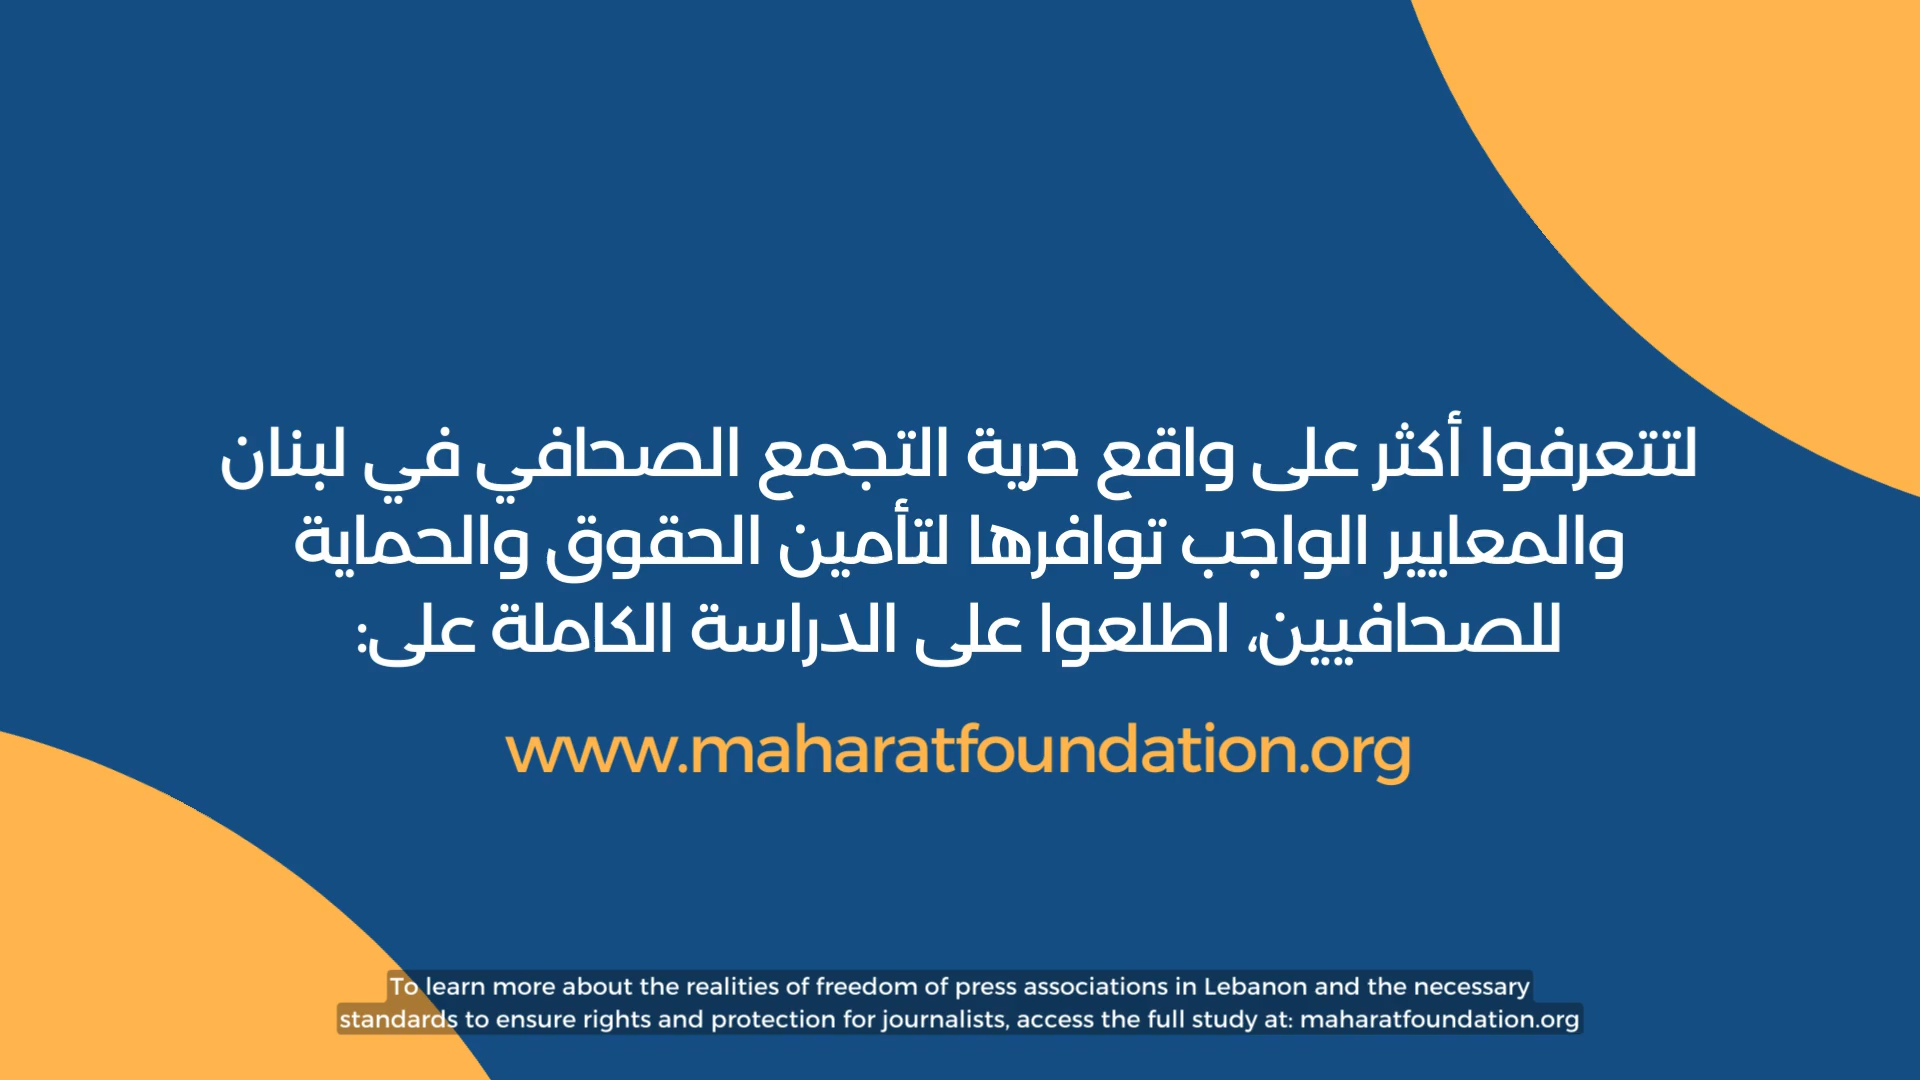 لتتعرفوا أكثر على واقع حرية التجمع الصحافي في لبنان
والمعايير الواجب توافرها لتأمين الحقوق والحماية
للصحافيين، اطلعوا على الدراسة الكاملة على:
www.maharatfoundation.org
To learn more about the realities of freedom of press associations in Lebanon and the necessary
standards to ensure rights and protection for journalists, access the full study at: maharatfoundation.org